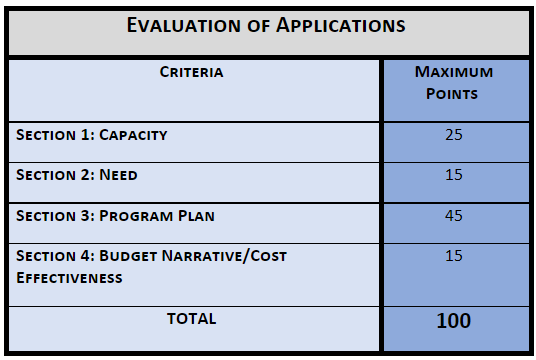 Evaluation of Applications
Criteria
Maximum
Points
Section 1: Capacity
25
Section 2: Need
15
Section 3: Program Plan
45
Section 4: Budget Narrative/Cost
Effectiveness
15
TOTAL
100